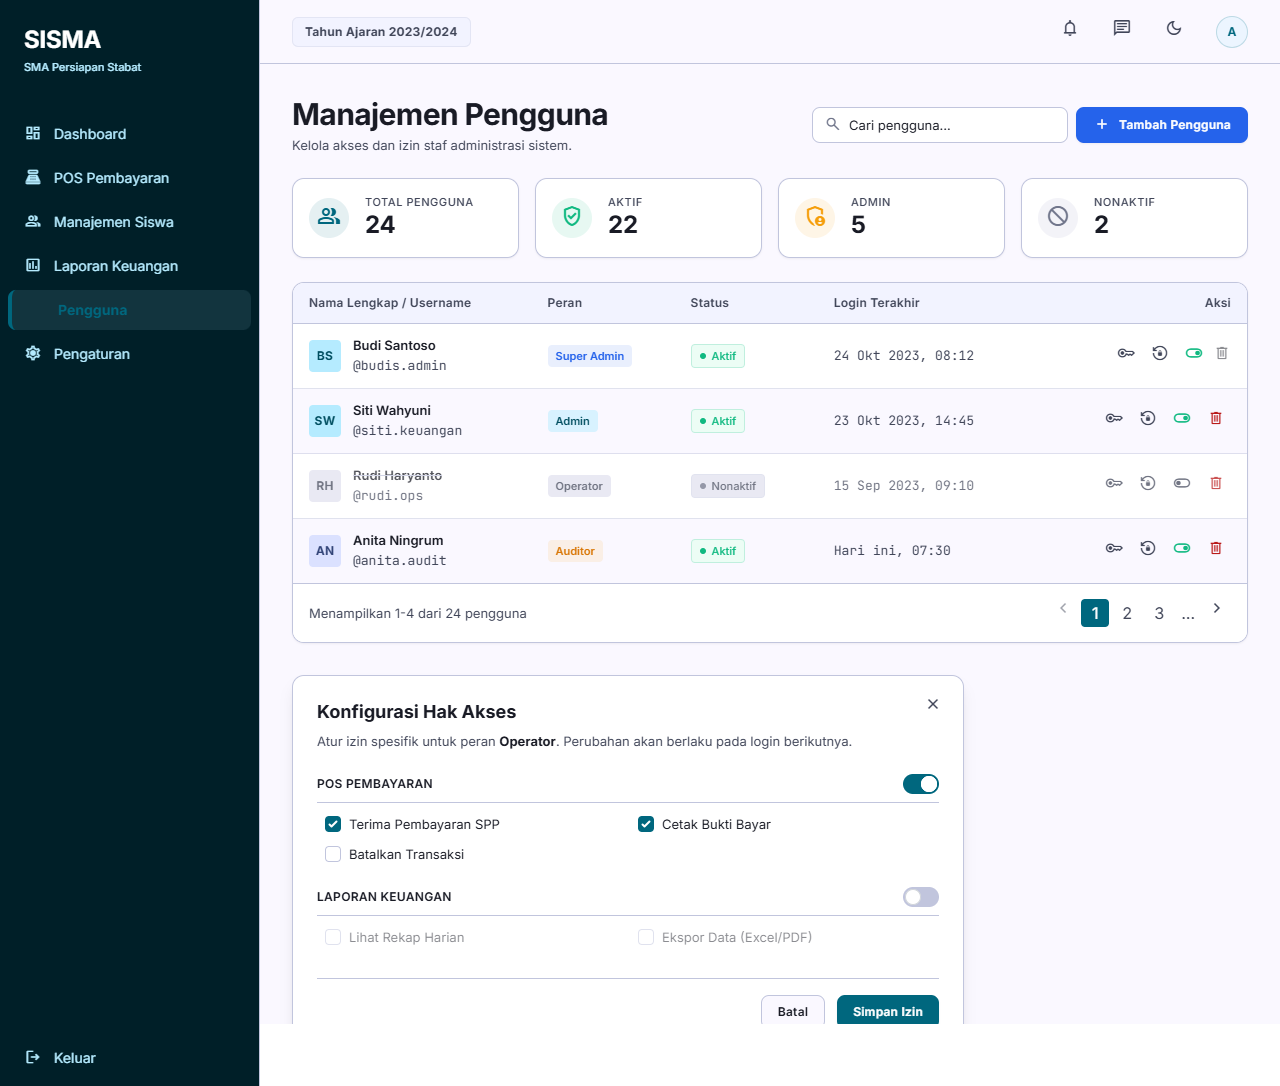 SISMA
SMA Persiapan Stabat
Dashboard
POS Pembayaran
Manajemen Siswa
Laporan Keuangan
Pengguna
Pengaturan
Keluar
Tahun Ajaran 2023/2024
A
Manajemen Pengguna
Kelola akses dan izin staf administrasi sistem.
Cari pengguna...
Tambah Pengguna
TOTAL PENGGUNA
24
AKTIF
22
ADMIN
5
NONAKTIF
2
Nama Lengkap / Username Peran Status Login Terakhir Aksi
BS Budi Santoso
@budis.admin
Super Admin
Aktif
24 Okt 2023, 08:12
SW Siti Wahyuni
@siti.keuangan
Admin
Aktif
23 Okt 2023, 14:45
RH Rudi Haryanto
@rudi.ops
Operator
Nonaktif
15 Sep 2023, 09:10
AN Anita Ningrum
@anita.audit
Auditor
Aktif
Hari ini, 07:30
Menampilkan 1-4 dari 24 pengguna
1 2 3 ...
Konfigurasi Hak Akses
Atur izin spesifik untuk peran Operator. Perubahan akan berlaku pada login berikutnya.
POS PEMBAYARAN
Terima Pembayaran SPP
Cetak Bukti Bayar
Batalkan Transaksi
LAPORAN KEUANGAN
Lihat Rekap Harian
Ekspor Data (Excel/PDF)
Batal
Simpan Izin